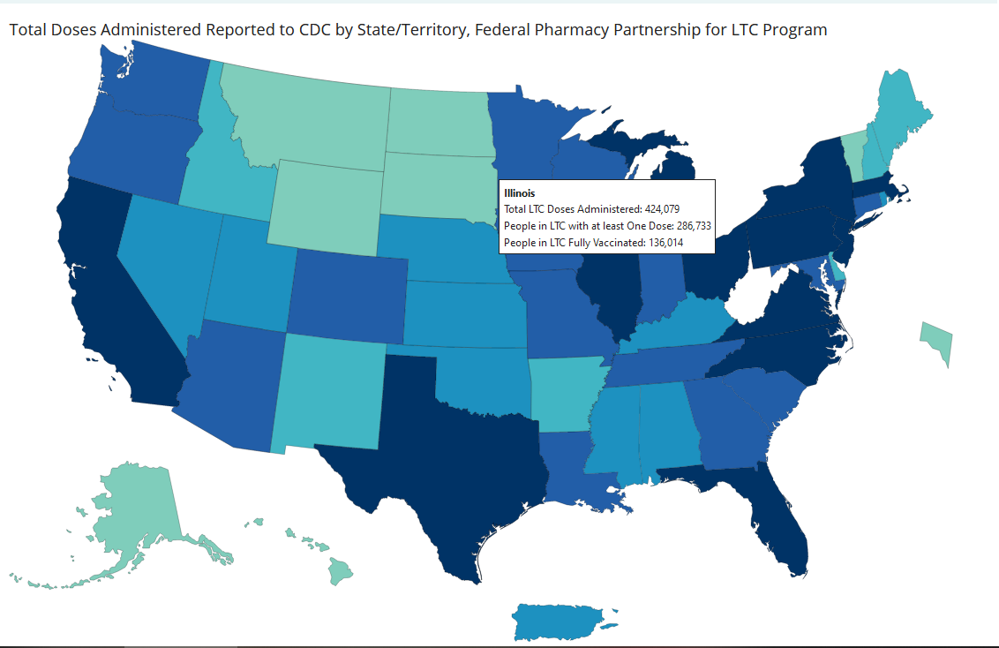 Total Doses Administered Reported to CDC by State/Territory, Federal Pharmacy Partnership for LTC Program
Illinois
Total LTC Doses Administered: 424,079
People in LTC with at least One Dose: 286,733
People in LTC Fully Vaccinated: 136,014